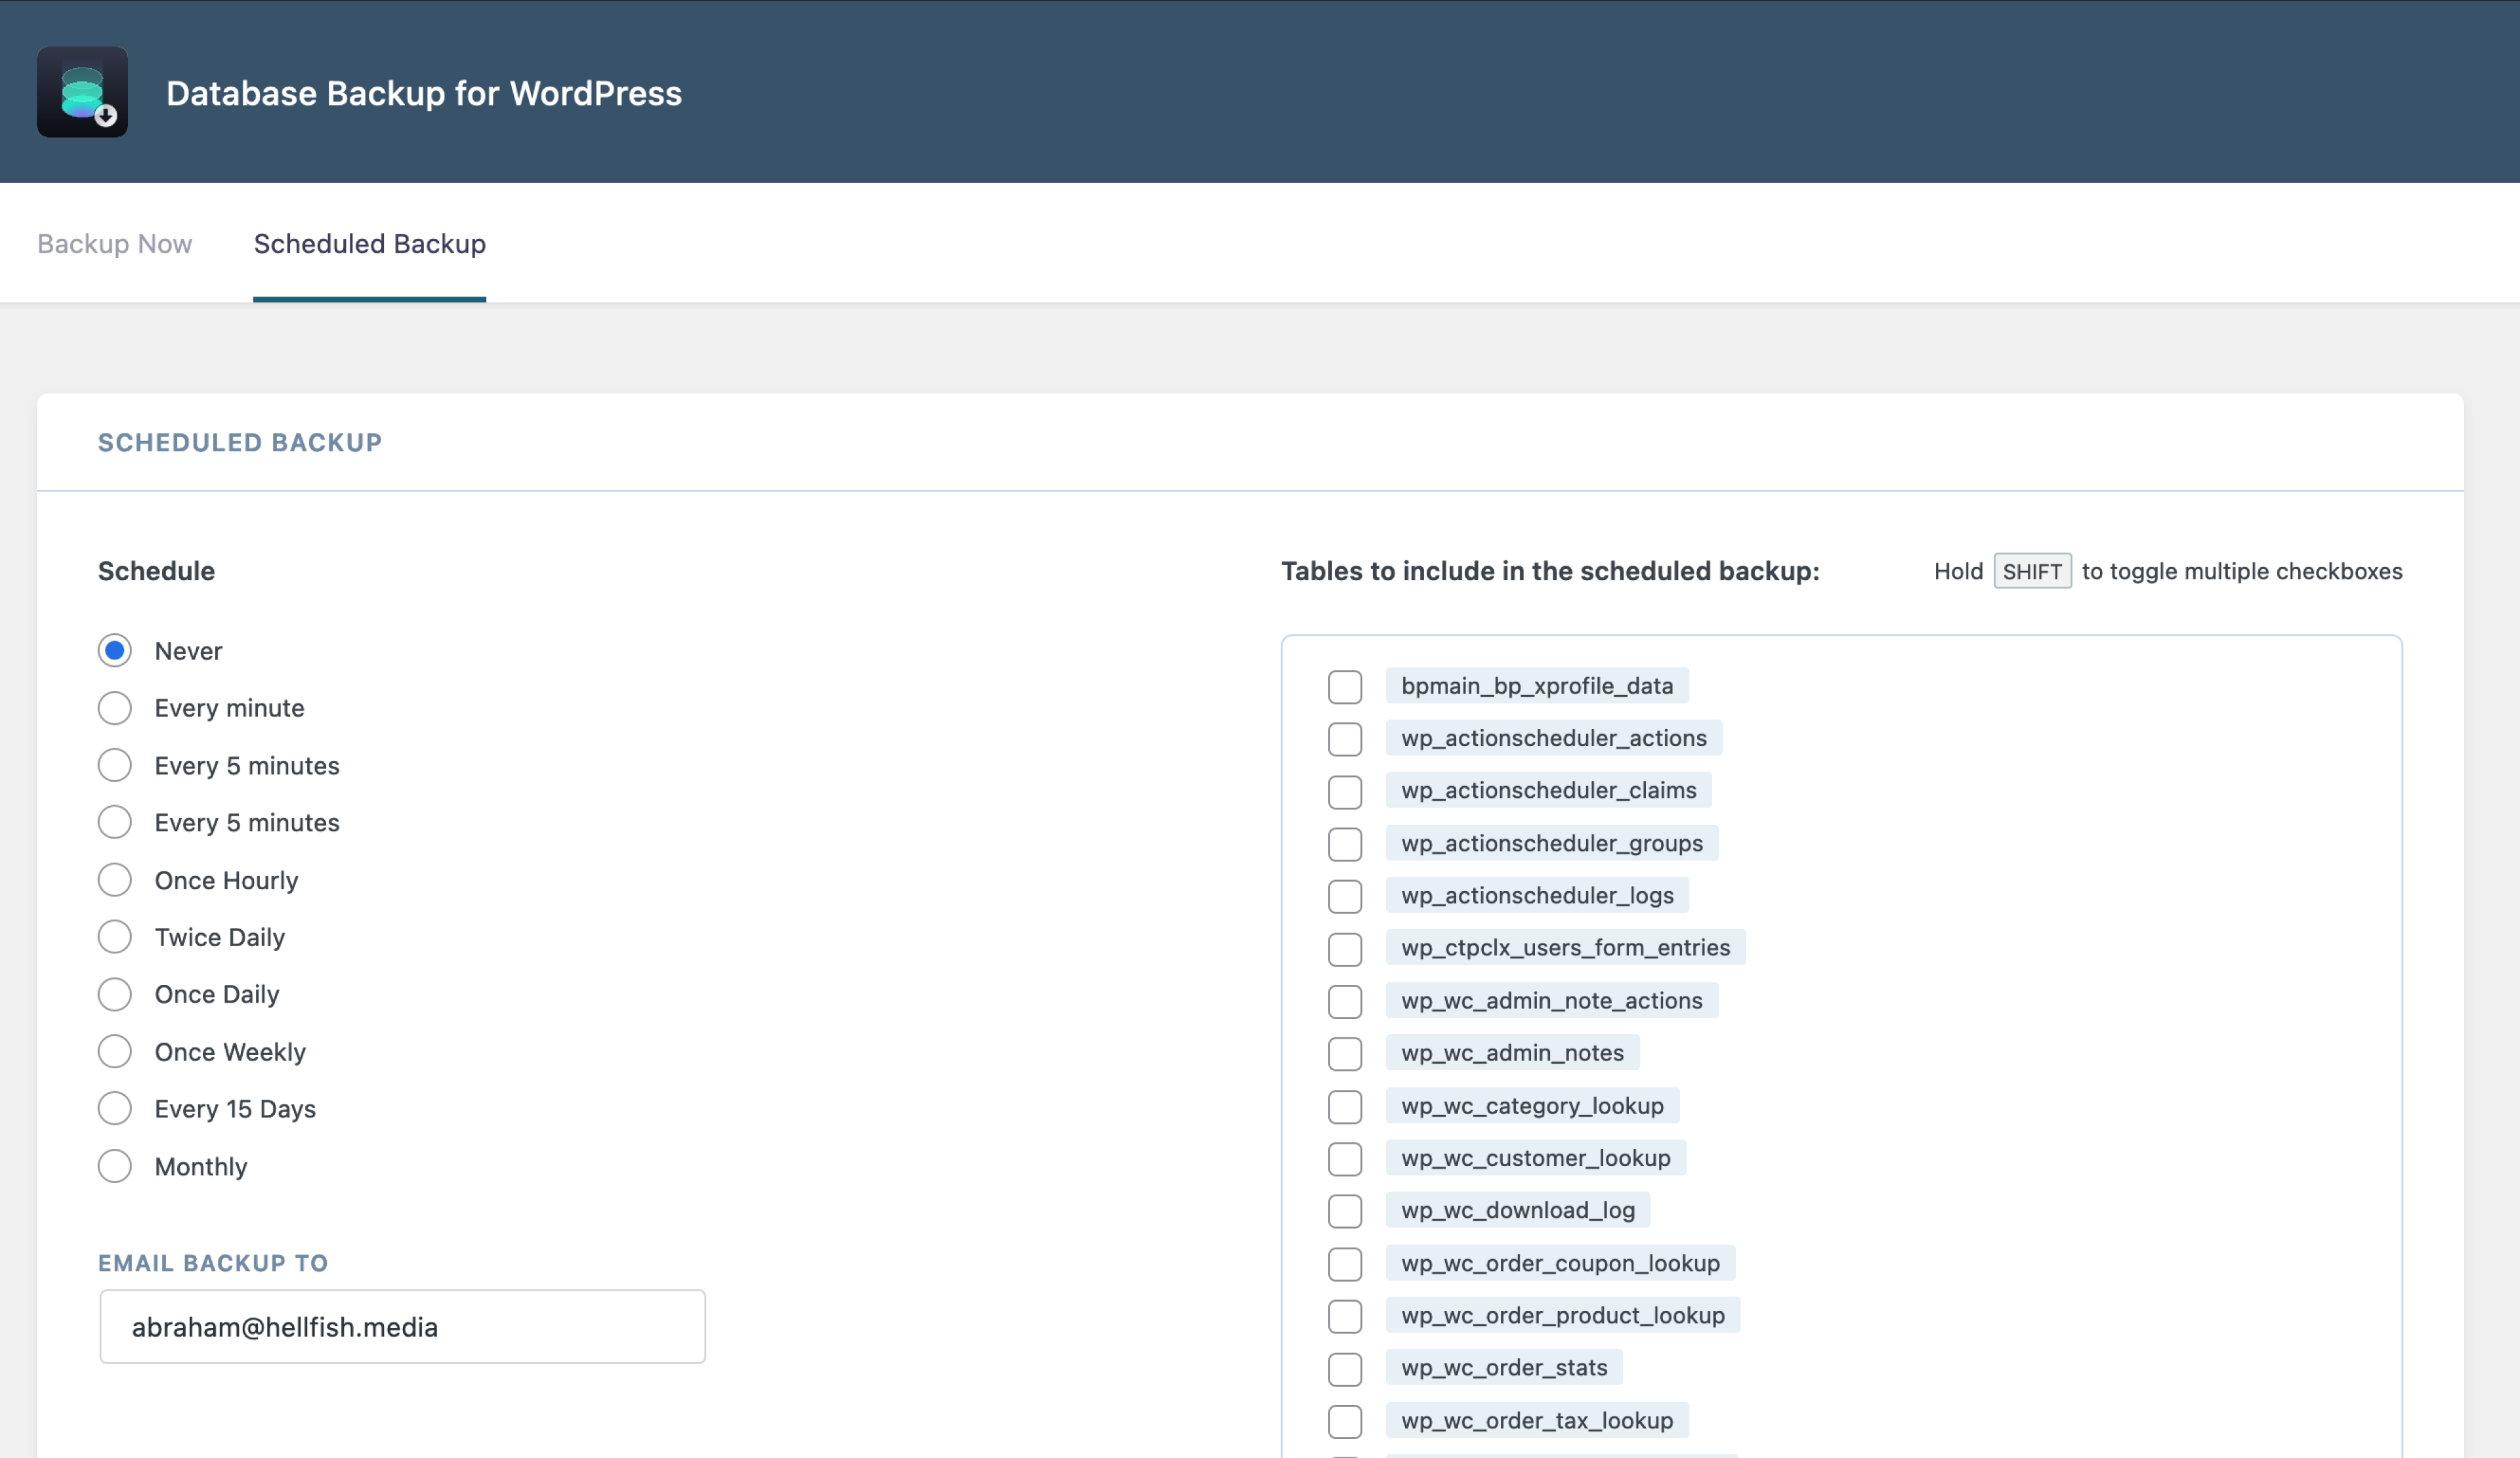 Database Backup for WordPress
Backup Now
Scheduled Backup
SCHEDULED BACKUP
Schedule
Never
Every minute
Every 5 minutes
Every 5 minutes
Once Hourly
Twice Daily
Once Daily
Once Weekly
Every 15 Days
Monthly
EMAIL BACKUP TO
abraham@hellfish.media
Tables to include in the scheduled backup:
Hold SHIFT to toggle multiple checkboxes
bpmain_bp_xprofile_data
wp_actionscheduler_actions
wp_actionscheduler_claims
wp_actionscheduler_groups
wp_actionscheduler_logs
wp_ctpclx_users_form_entries
wp_wc_admin_note_actions
wp_wc_admin_notes
wp_wc_category_lookup
wp_wc_customer_lookup
wp_wc_download_log
wp_wc_order_coupon_lookup
wp_wc_order_product_lookup
wp_wc_order_stats
wp_wc_order_tax_lookup